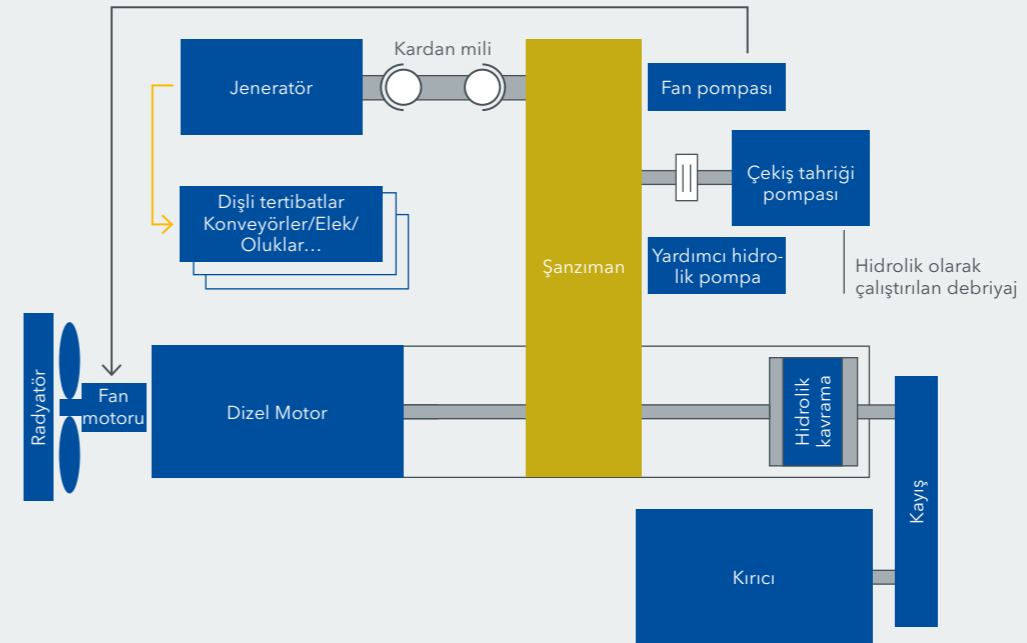 Kardan mili
Jeneratör
Fan pompası
Çekiş tahriği
pompası
Dişli tertibatlar
Konveyörler/Elek/
Oluklar…
Şanzıman
Yardımcı hidro-
lik pompa
Hidrolik olarak
çalıştırılan debriyaj
Radyatör
Fan
motoru
Dizel Motor
Hidrolik
kavrama
Kayış
Kırıcı